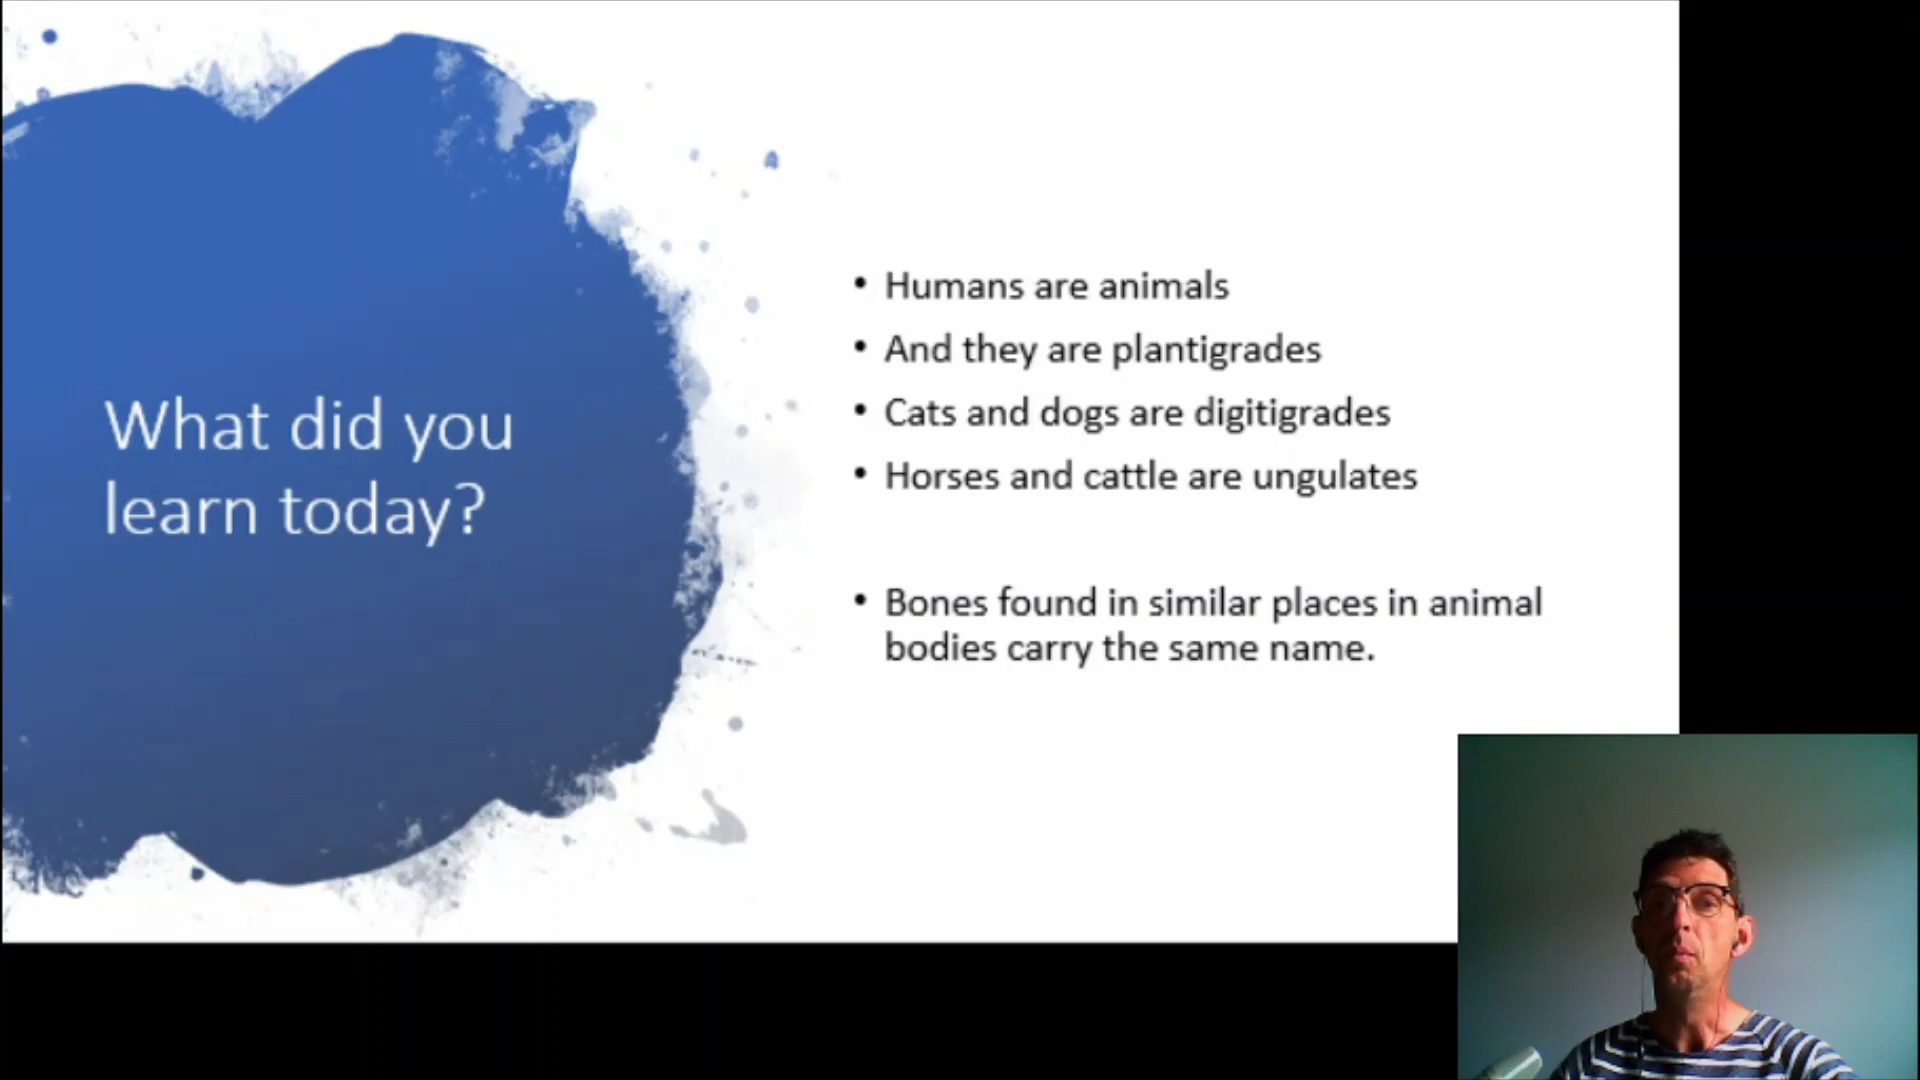 What did you
learn today?
• Humans are animals
• And they are plantigrades
• Cats and dogs are digitigrades
• Horses and cattle are ungulates
• Bones found in similar places in animal
bodies carry the same name.